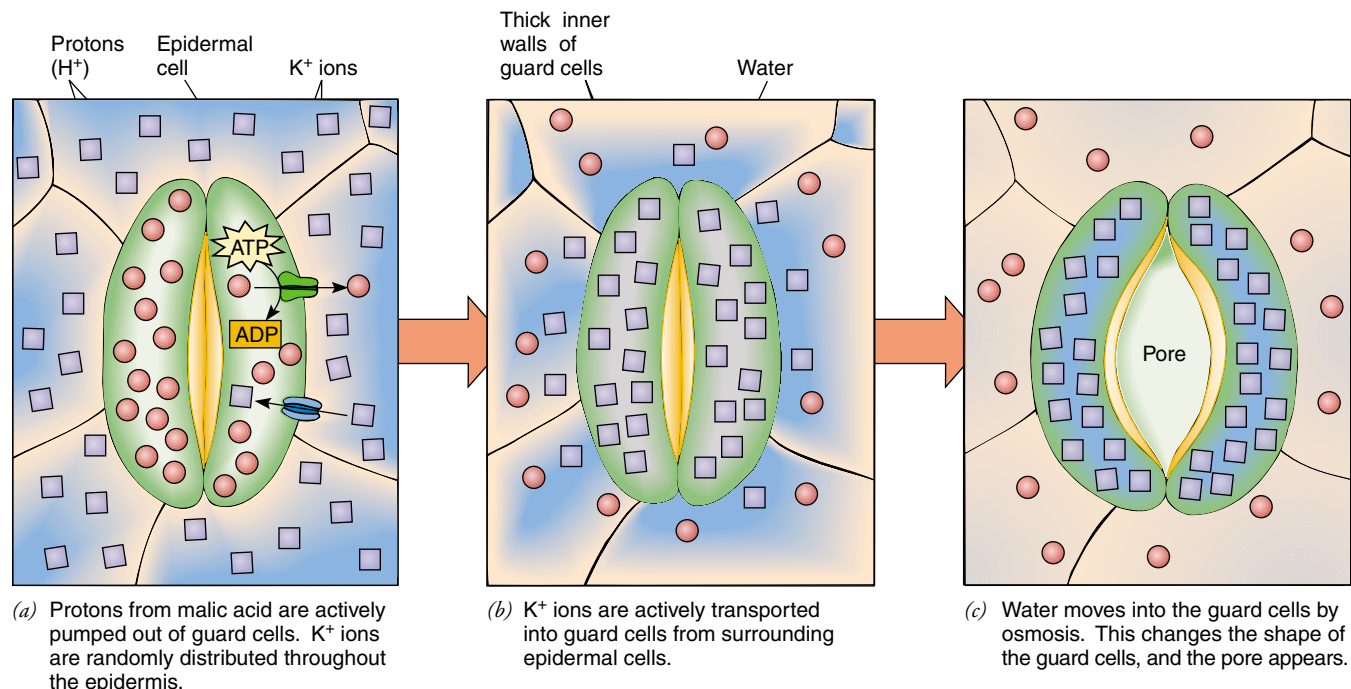 Protons
(H+)
Epidermal
cell
K+ ions
Thick inner
walls of
guard cells
Water
ATP
ADP
Pore
(a) Protons from malic acid are actively
pumped out of guard cells. K+ ions
are randomly distributed throughout
the epidermis.
(b) K+ ions are actively transported
into guard cells from surrounding
epidermal cells.
(c) Water moves into the guard cells by
osmosis. This changes the shape of
the guard cells, and the pore appears.